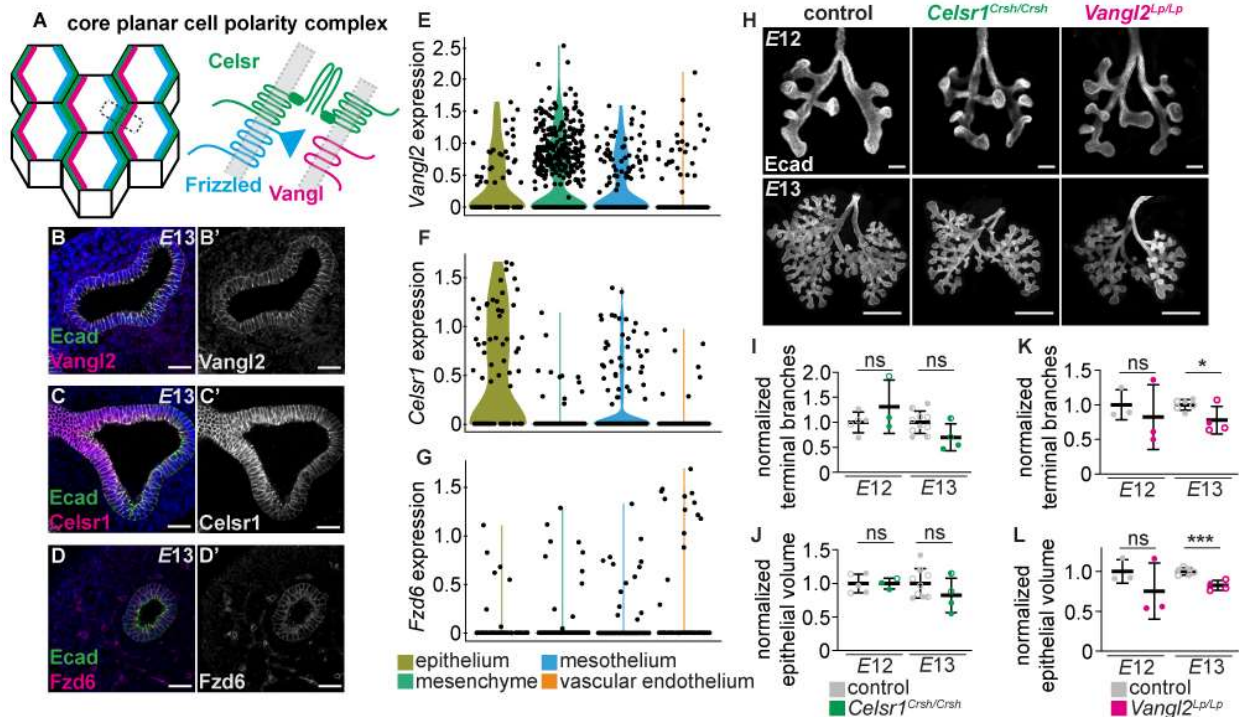 A core planar cell polarity complex
Celsr
Frizzled
Vangl
B
E13
B'
Ecad
Vangl2
Vangl2
C
E13
C'
Ecad
Celsr1
Celsr1
D
E13
D'
Ecad
Fzd6
Fzd6
E
Vangl2 expression
2.5
2.0
1.5
1.0
0.5
0
F
Celsr1 expression
1.5
1.0
0.5
0
G
Fzd6 expression
1.5
1.0
0.5
0
epithelium
mesothelium
mesenchyme
vascular endothelium
H
control
Celsr1Crsh/Crsh
Vangl2Lp/Lp
E12
Ecad
E13
I
normalized
terminal branches
2.0
1.5
1.0
0.5
0
ns
ns
E12
E13
J
normalized
epithelial volume
1.5
1.0
0.5
0
ns
ns
E12
E13
control
Celsr1Crsh/Crsh
K
normalized
terminal branches
1.5
1.0
0.5
0
ns
*
E12
E13
L
normalized
epithelial volume
1.5
1.0
0.5
0
ns
***
E12
E13
control
Vangl2Lp/Lp